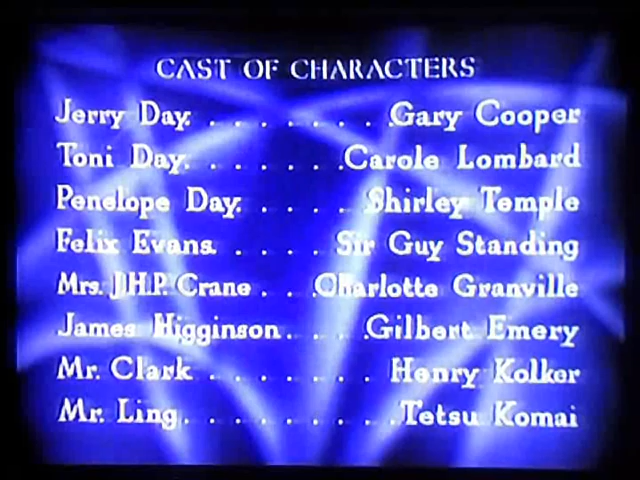 CAST OF CHARACTERS
Jerry Day . . . . . . . Gary Cooper
Toni Day . . . . . . . Carole Lombard
Penelope Day . . . . . Shirley Temple
Felix Evans . . . . Sir Guy Standing
Mrs. J.H.P. Crane . . . Charlotte Granville
James Higginson . . . . Gilbert Emery
Mr. Clark . . . . . . . Henry Kolker
Mr. Ling . . . . . . . . . Tetsu Komai